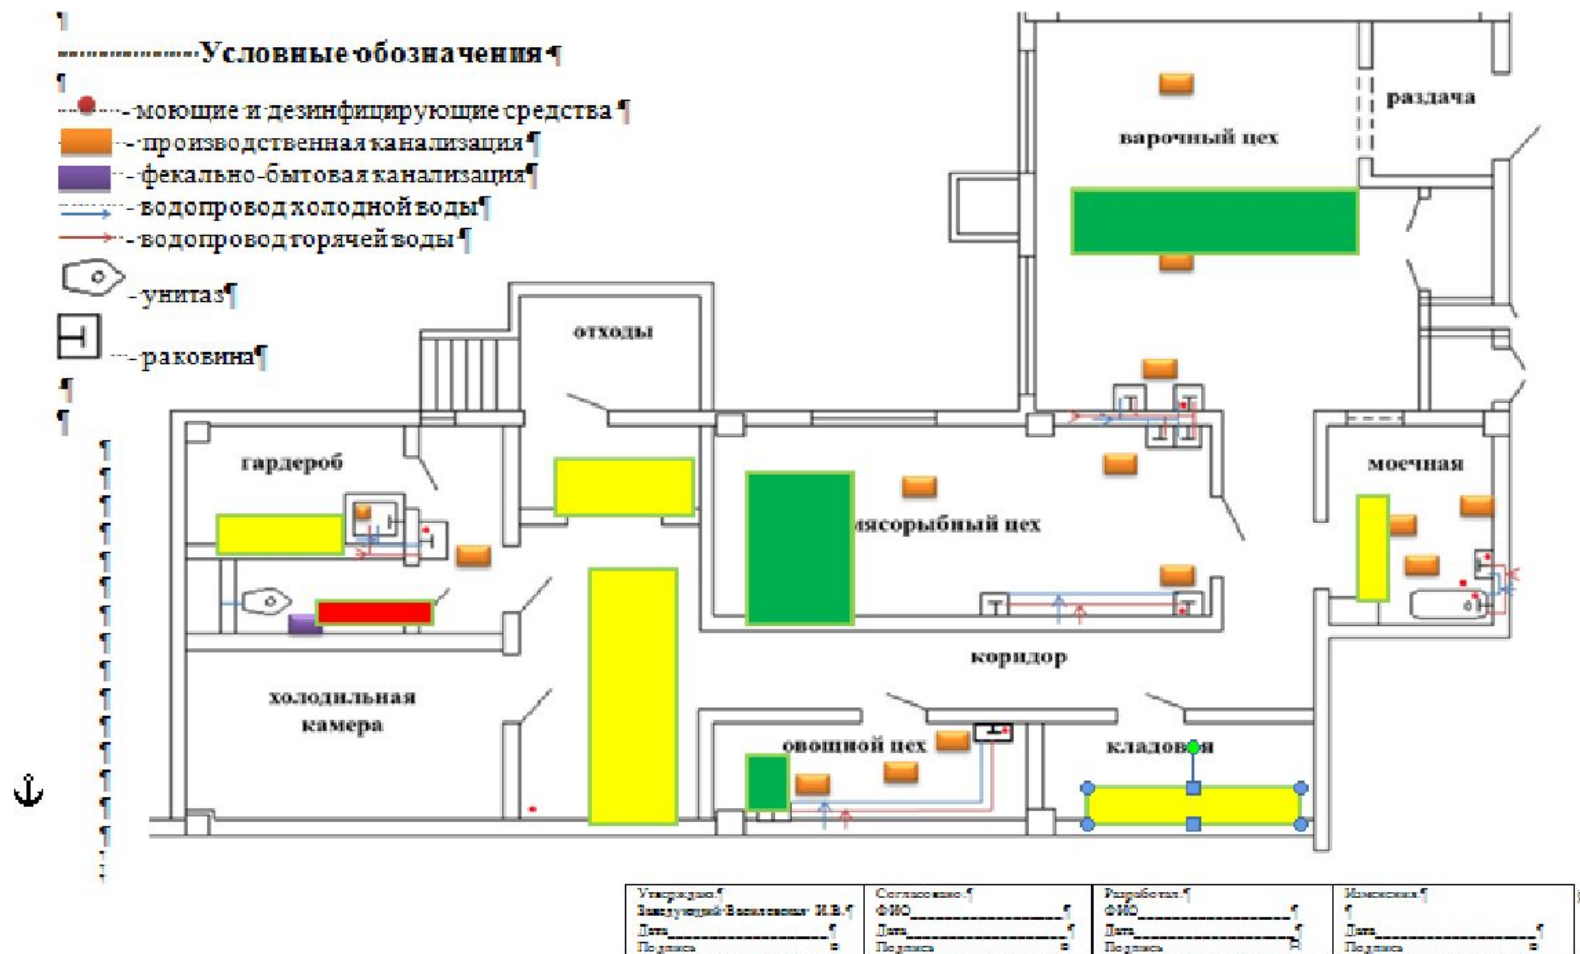 Условные обозначения
- моющие и дезинфицирующие средства
- производственная канализация
- фекально-бытовая канализация
- водопровод холодной воды
- водопровод горячей воды
- унитаз
- раковина
раздача
варочный цех
отходы
гардероб
моечная
мясорыбный цех
коридор
холодильная
камера
овощной цех
кладовая
Утверждаю:
Заведующий Василевская И.В.
Дата
Подпись
Согласовано:
ФИО
Дата
Подпись
Разработал:
ФИО
Дата
Подпись
Изменения:
Дата
Подпись